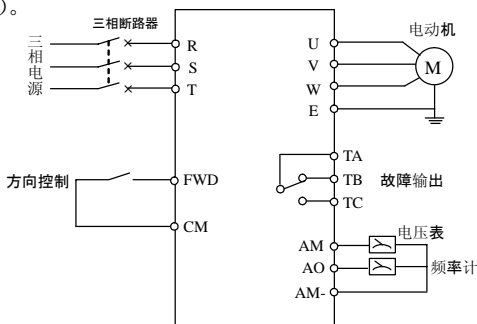 )。
三相断路器
三相电源
R
S
T
方向控制
FWD
CM
U
V
W
E
电动机
M
TA
TB
TC
故障输出
AM
AO
AM-
电压表
频率计